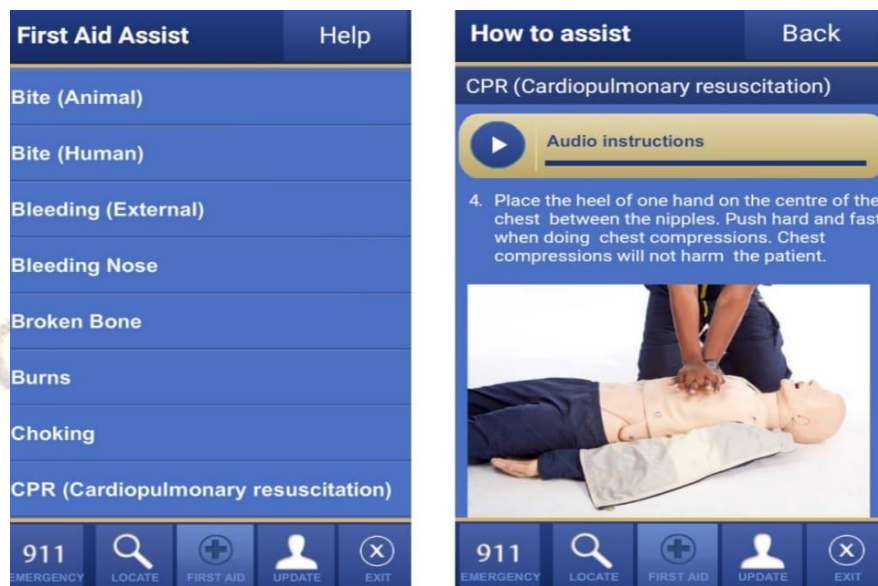 First Aid Assist
Help
Bite (Animal)
Bite (Human)
Bleeding (External)
Bleeding Nose
Broken Bone
Burns
Choking
CPR (Cardiopulmonary resuscitation)
911
EMERGENCY
LOCATE
FIRST AID
UPDATE
EXIT
How to assist
Back
CPR (Cardiopulmonary resuscitation)
Audio instructions
4. Place the heel of one hand on the centre of the
chest between the nipples. Push hard and fast
when doing chest compressions. Chest
compressions will not harm the patient.
911
EMERGENCY
LOCATE
FIRST AID
UPDATE
EXIT